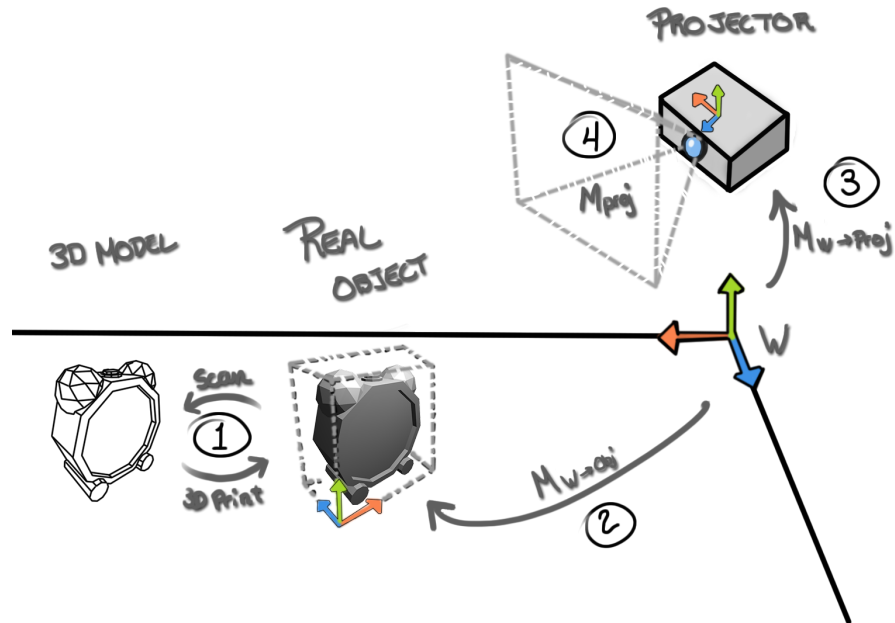 PROJECTOR
4
3
Mproj
MW→Proj
3D MODEL
REAL
OBJECT
W
Scan
1
3D Print
MW→Obj
2